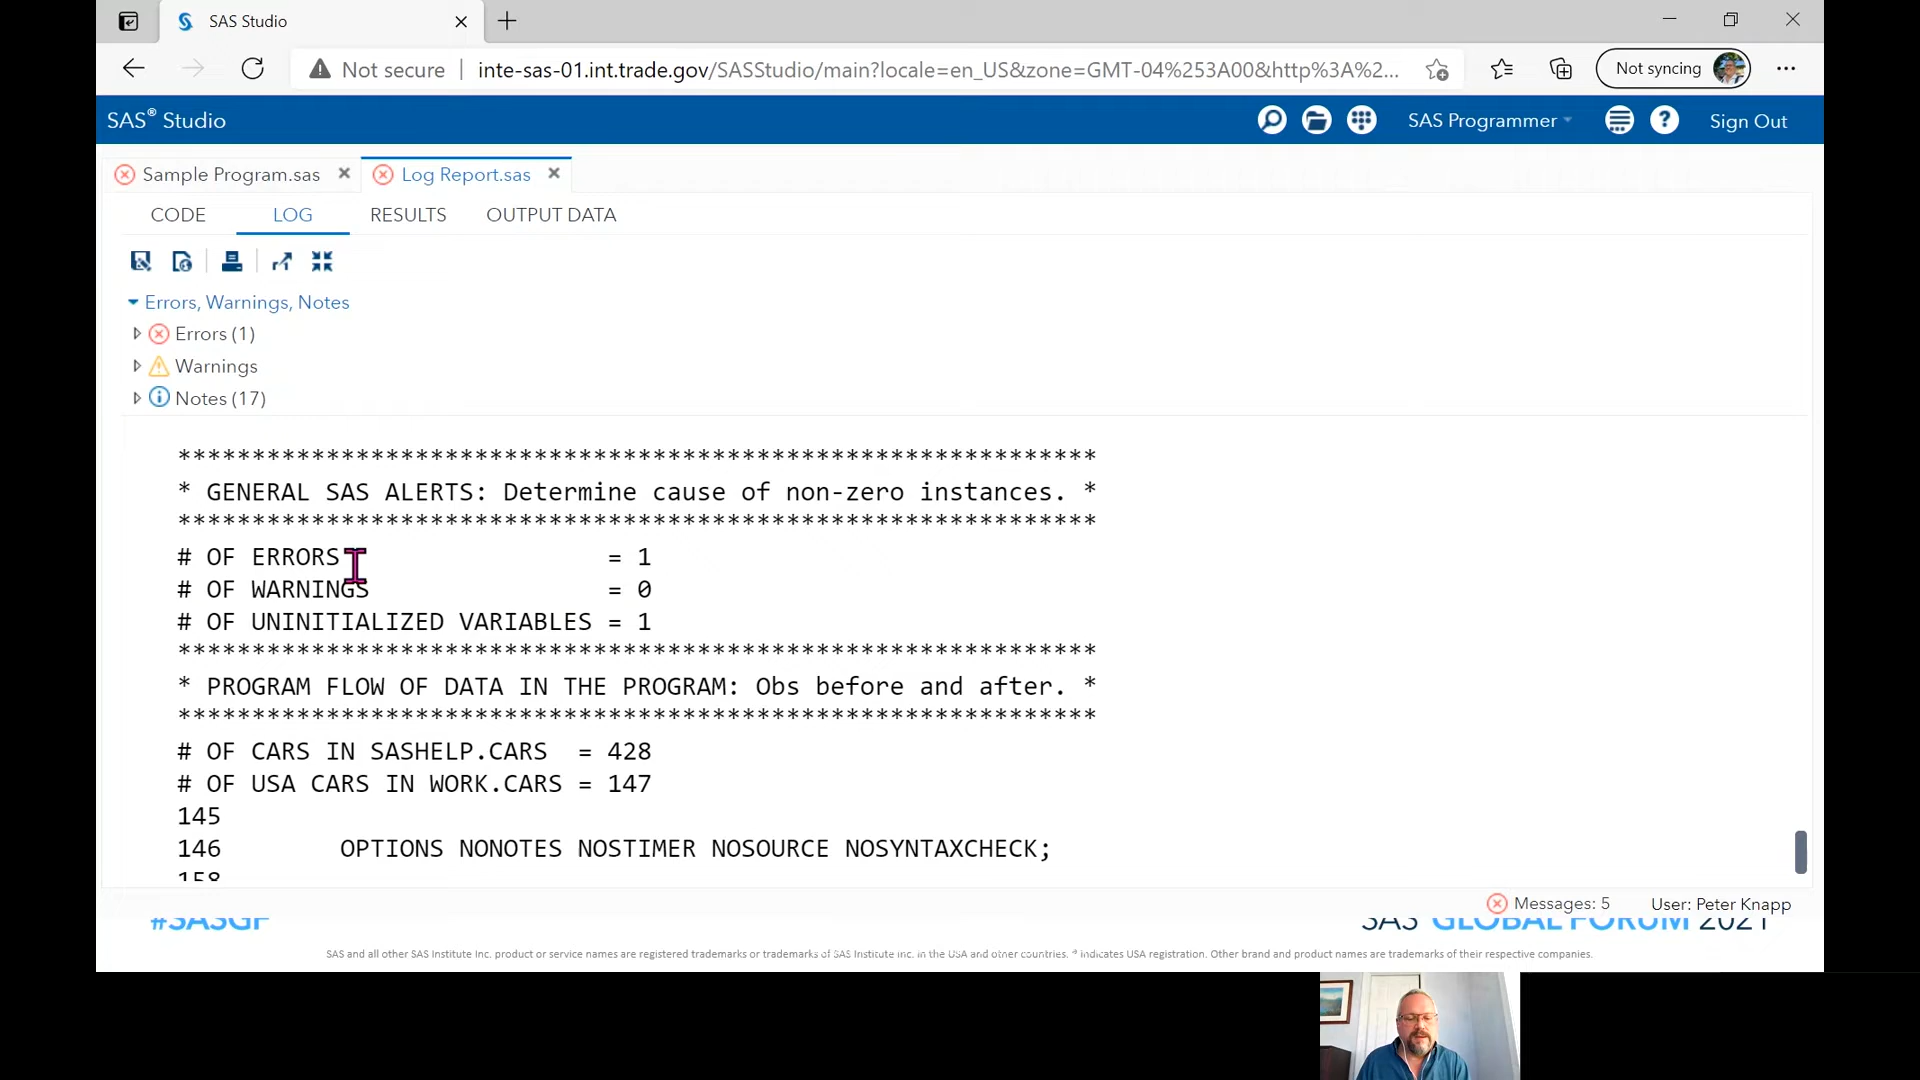 SAS Studio
Not secure | inte-sas-01.int.trade.gov/SASStudio/main?locale=en_US&zone=GMT-04%253A00&http%3A%2... Not syncing
SAS® Studio SAS Programmer Sign Out
Sample Program.sas Log Report.sas
CODE LOG RESULTS OUTPUT DATA
Errors, Warnings, Notes
Errors (1)
Warnings
Notes (17)
**************************************************************
* GENERAL SAS ALERTS: Determine cause of non-zero instances. *
**************************************************************
# OF ERRORS = 1
# OF WARNINGS = 0
# OF UNINITIALIZED VARIABLES = 1
**************************************************************
* PROGRAM FLOW OF DATA IN THE PROGRAM: Obs before and after. *
**************************************************************
# OF CARS IN SASHELP.CARS = 428
# OF USA CARS IN WORK.CARS = 147
145
146 OPTIONS NONOTES NOSTIMER NOSOURCE NOSYNTAXCHECK;
158
Messages: 5 User: Peter Knapp
#SASGF SAS GLOBAL FORUM 2021
SAS and all other SAS Institute Inc. product or service names are registered trademarks or trademarks of SAS Institute Inc. in the USA and other countries. ® indicates USA registration. Other brand and product names are trademarks of their respective companies.